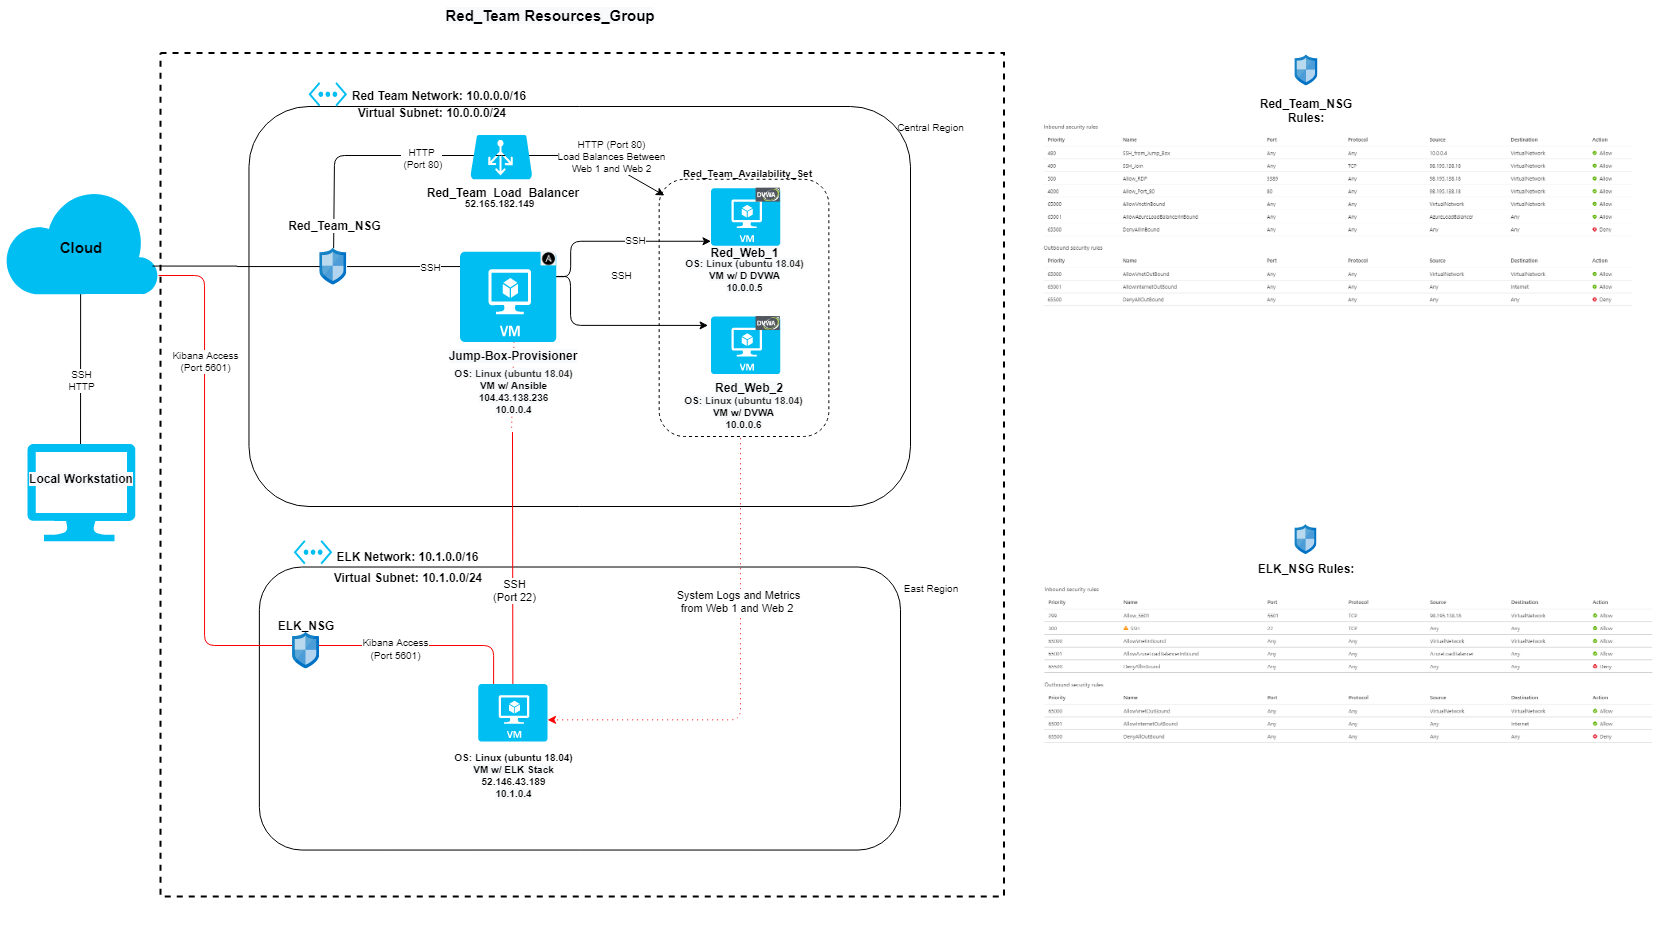 Red_Team Resources_Group
Red Team Network: 10.0.0.0/16
Virtual Subnet: 10.0.0.0/24
Central Region
HTTP
(Port 80)
HTTP (Port 80)
Load Balances Between
Web 1 and Web 2
Red_Team_Load_Balancer
52.165.182.149
Red_Team_Availability_Set
DVWA
VM
Red_Web_1
OS: Linux (ubuntu 18.04)
VM w/ D DVWA
10.0.0.5
Red_Team_NSG
Cloud
SSH
A
VM
SSH
SSH
Jump-Box-Provisioner
OS: Linux (ubuntu 18.04)
VM w/ Ansible
104.43.138.236
10.0.0.4
DVWA
VM
Red_Web_2
OS: Linux (ubuntu 18.04)
VM w/ DVWA
10.0.0.6
Kibana Access
(Port 5601)
SSH
HTTP
Local Workstation
ELK Network: 10.1.0.0/16
Virtual Subnet: 10.1.0.0/24
East Region
SSH
(Port 22)
System Logs and Metrics
from Web 1 and Web 2
ELK_NSG
Kibana Access
(Port 5601)
VM
OS: Linux (ubuntu 18.04)
VM w/ ELK Stack
52.146.43.189
10.1.0.4
Red_Team_NSG
Rules:
Inbound security rules
Priority Name Port Protocol Source Destination Action
SSH_from_Jump_Box Any Any 10.0.0.4 VirtualNetwork Allow
Any TCP VirtualNetwork Allow
Allow_RDP 3389 Any VirtualNetwork Allow
4000 Allow_Port_80 80 Any VirtualNetwork Allow
65000 AllowVnetInBound Any Any VirtualNetwork VirtualNetwork Allow
65001 AllowAzureLoadBalancerInBound Any Any AzureLoadBalancer Any Allow
65500 DenyAllInBound Any Any Any Any Deny
Outbound security rules
Priority Name Port Protocol Source Destination Action
65000 AllowVnetOutBound Any Any VirtualNetwork VirtualNetwork Allow
65001 AllowInternetOutBound Any Any Any Internet Allow
65500 DenyAllOutBound Any Any Any Any Deny
ELK_NSG Rules:
Inbound security rules
Priority Name Port Protocol Source Destination Action
Allow_5601 5601 TCP VirtualNetwork Allow
300 SSH 22 TCP Any Any Allow
65000 AllowVnetInBound Any Any VirtualNetwork VirtualNetwork Allow
65001 AllowAzureLoadBalancerInBound Any Any AzureLoadBalancer Any Allow
65500 DenyAllInBound Any Any Any Any Deny
Outbound security rules
Priority Name Port Protocol Source Destination Action
65000 AllowVnetOutBound Any Any VirtualNetwork VirtualNetwork Allow
65001 AllowInternetOutBound Any Any Any Internet Allow
65500 DenyAllOutBound Any Any Any Any Deny